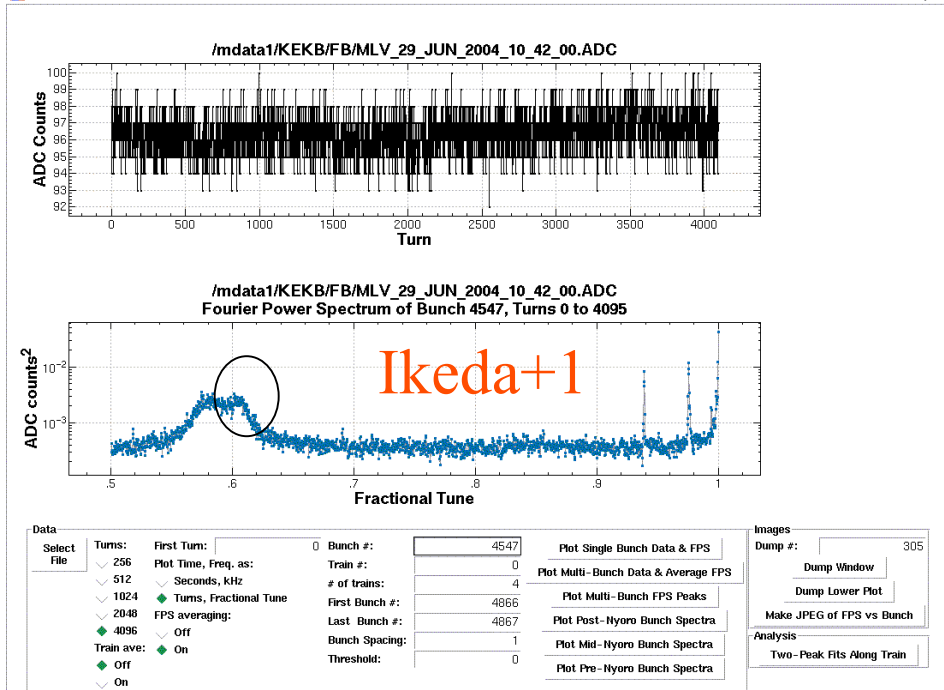 /mdata1/KEKB/FB/MLV_29_JUN_2004_10_42_00.ADC
100
99
98
97
96
95
94
93
92
ADC Counts
0 500 1000 1500 2000 2500 3000 3500 4000
Turn
/mdata1/KEKB/FB/MLV_29_JUN_2004_10_42_00.ADC
Fourier Power Spectrum of Bunch 4547, Turns 0 to 4095
Ikeda+1
10⁻²
10⁻³
ADC counts²
.5 .6 .7 .8 .9 1
Fractional Tune
Data
Select File
Turns:
256
512
1024
2048
4096
Train ave:
Off
On
First Turn: 0
Plot Time, Freq. as:
Seconds, kHz
Turns, Fractional Tune
FPS averaging:
Off
On
Bunch #: 4547
Train #: 0
# of trains: 4
First Bunch #: 4866
Last Bunch #: 4867
Bunch Spacing: 1
Threshold: 0
Plot Single Bunch Data & FPS
Plot Multi-Bunch Data & Average FPS
Plot Multi-Bunch FPS Peaks
Plot Post-Nyoro Bunch Spectra
Plot Mid-Nyoro Bunch Spectra
Plot Pre-Nyoro Bunch Spectra
Images
Dump #: 305
Dump Window
Dump Lower Plot
Make JPEG of FPS vs Bunch
Analysis
Two-Peak Fits Along Train